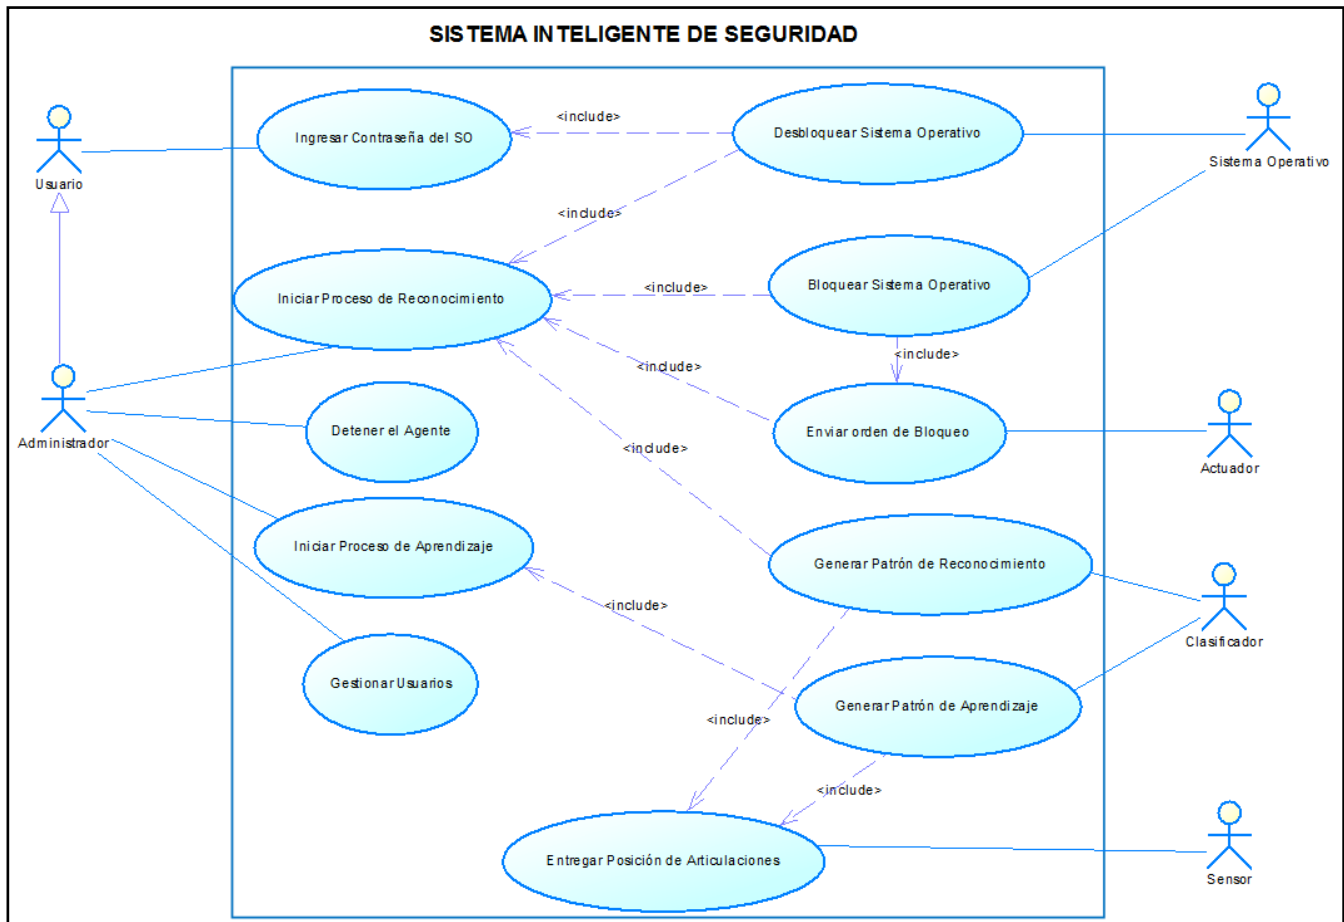 SISTEMA INTELIGENTE DE SEGURIDAD
Ingresar Contraseña del SO
<include>
Desbloquear Sistema Operativo
Usuario
Sistema Operativo
<include>
Iniciar Proceso de Reconocimiento
<include>
Bloquear Sistema Operativo
<include>
<include>
Administrador
Detener el Agente
Enviar orden de Bloqueo
Actuador
<include>
Iniciar Proceso de Aprendizaje
Generar Patrón de Reconocimiento
<include>
Clasificador
Gestionar Usuarios
Generar Patrón de Aprendizaje
<include>
<include>
Entregar Posición de Articulaciones
Sensor